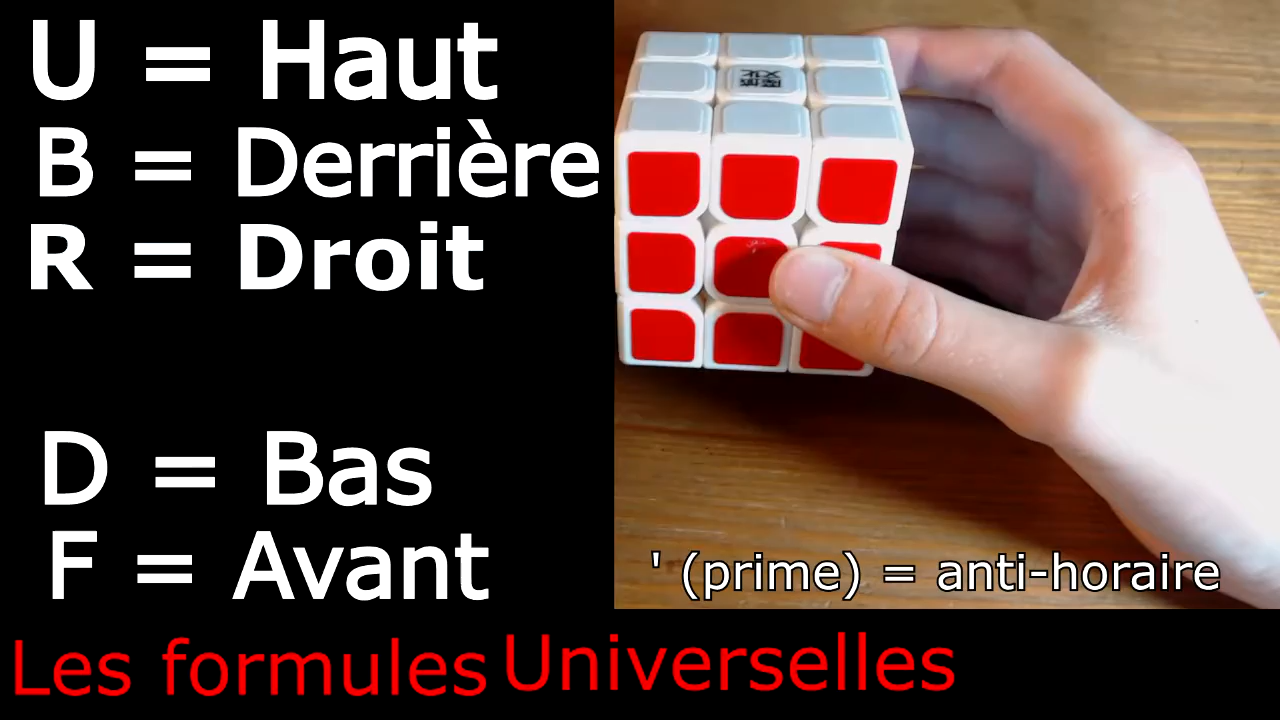 U = Haut
B = Derrière
R = Droit
D = Bas
F = Avant
' (prime) = anti-horaire
Les formules Universelles